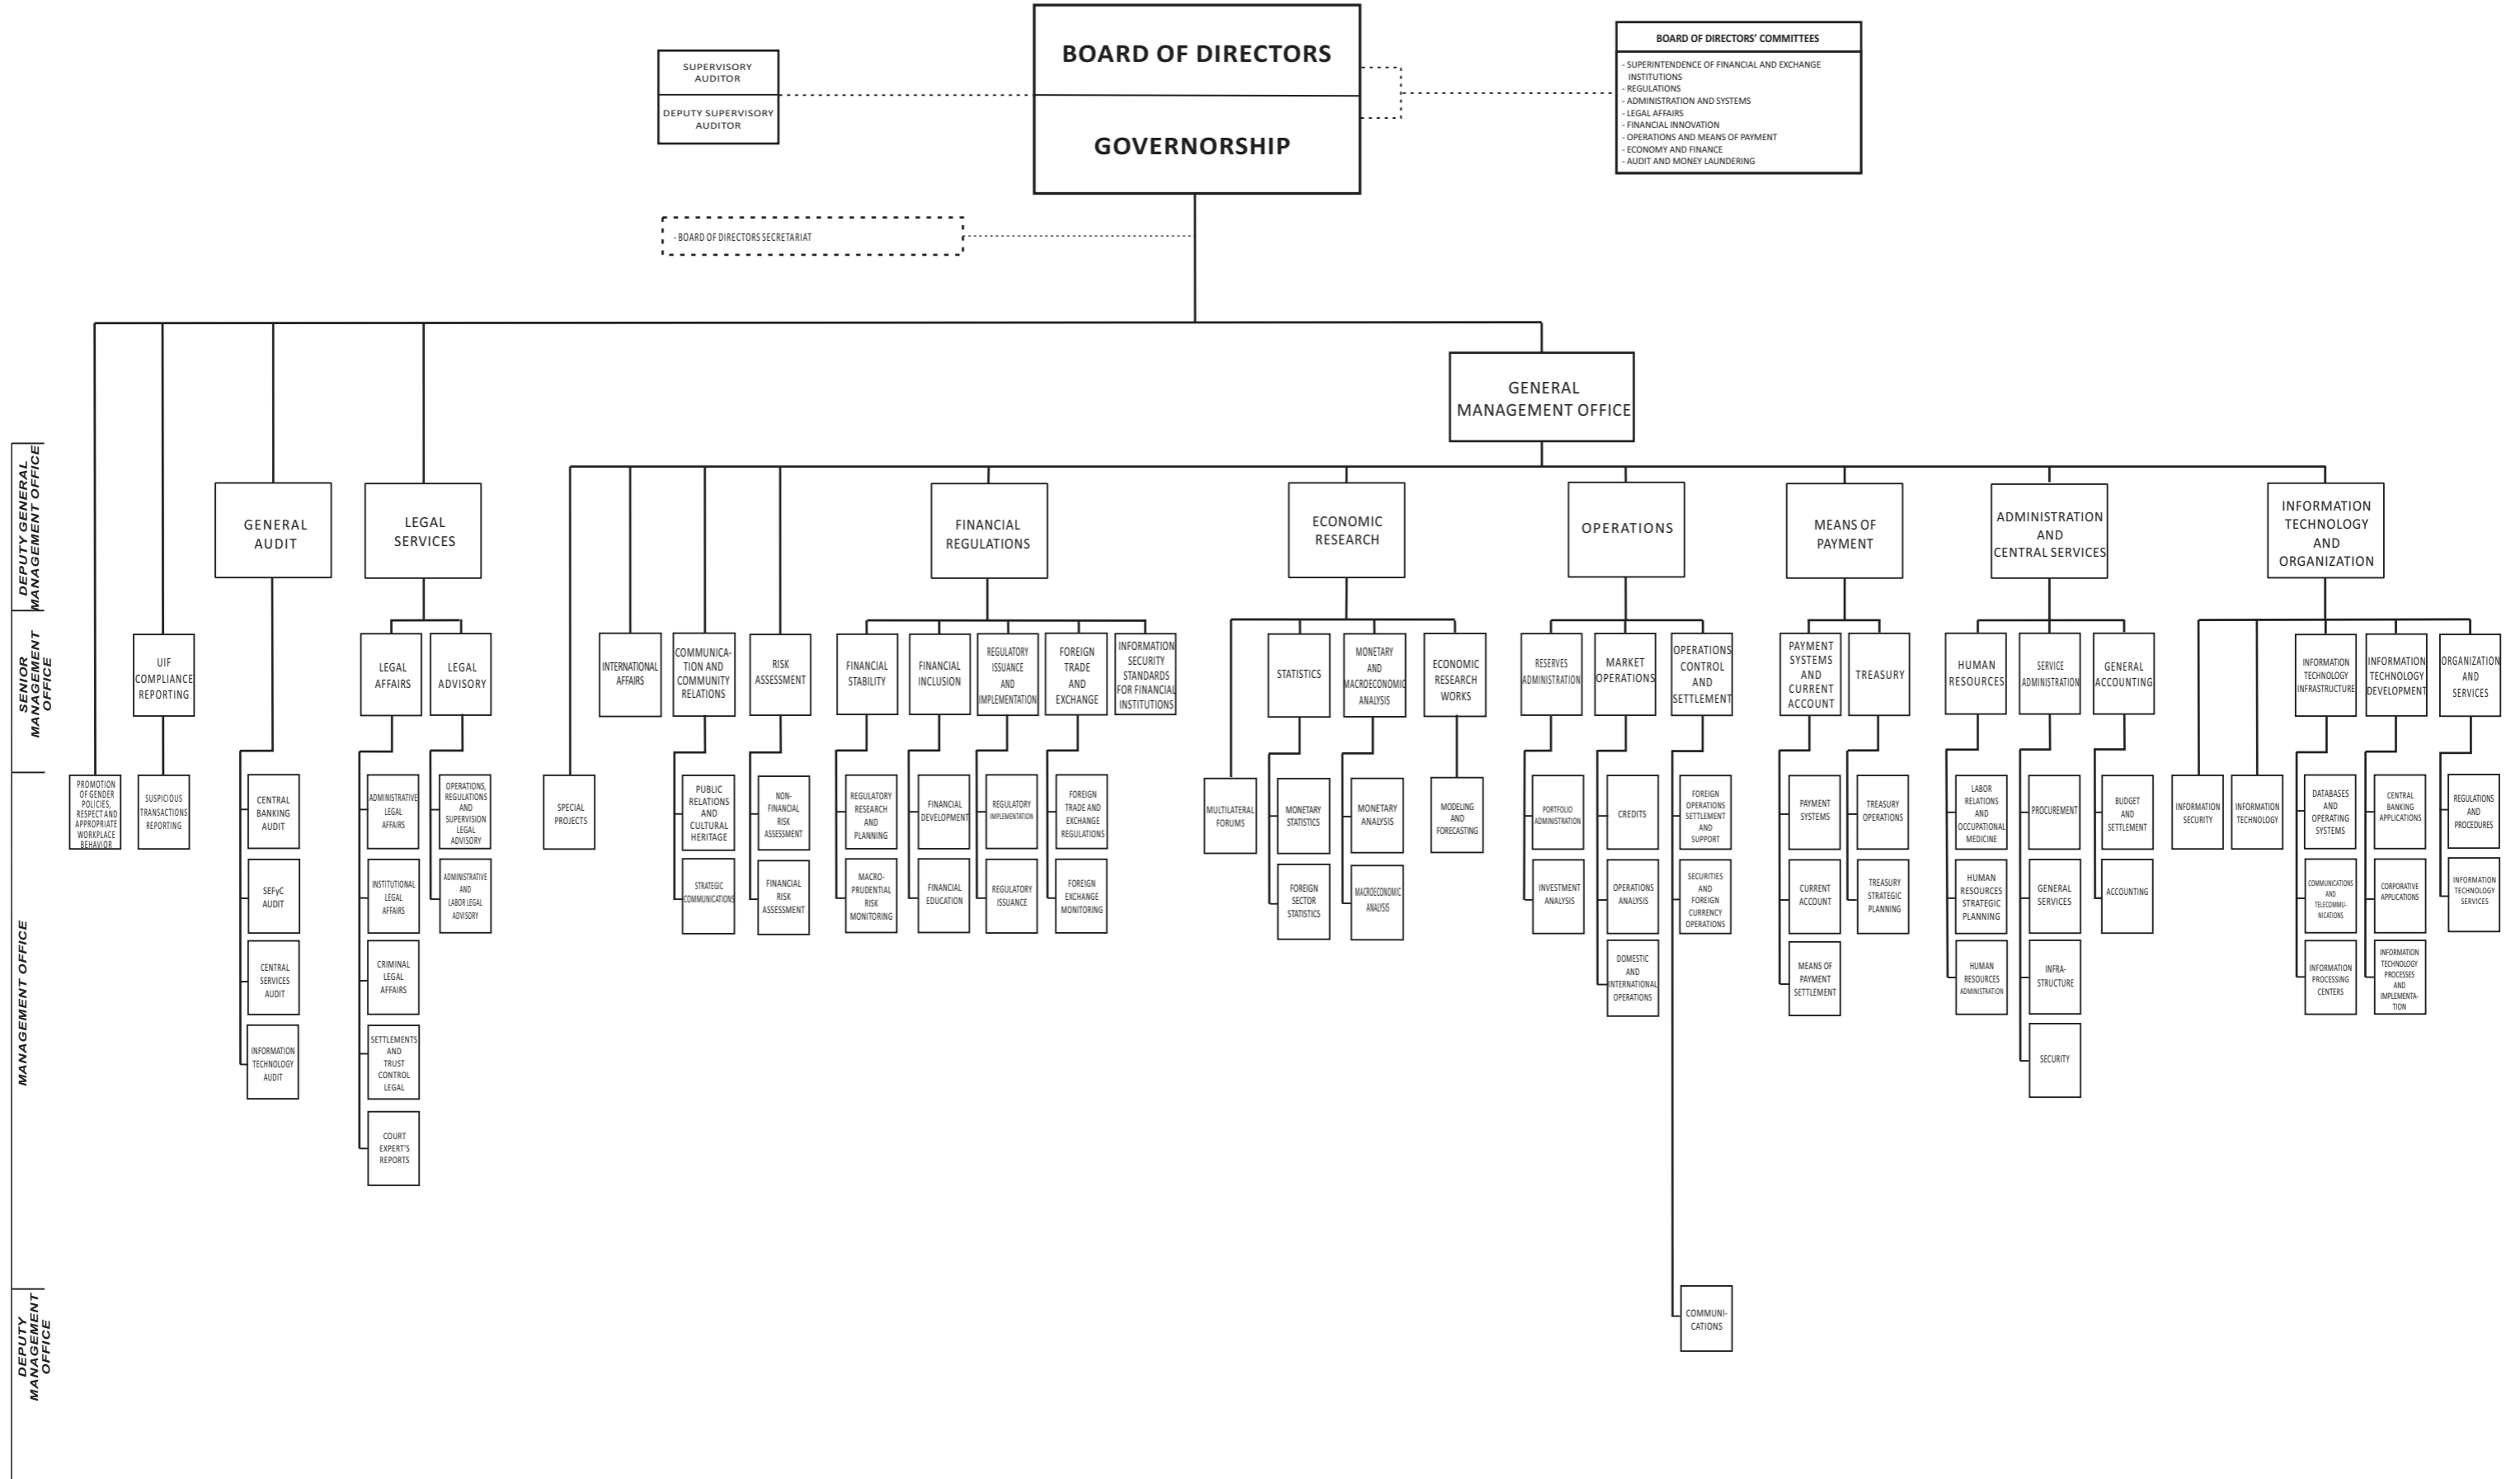 BOARD OF DIRECTORS
GOVERNORSHIP
SUPERVISORY
AUDITOR
DEPUTY SUPERVISORY
AUDITOR
BOARD OF DIRECTORS' COMMITTEES
- SUPERINTENDENCE OF FINANCIAL AND EXCHANGE
INSTITUTIONS
- REGULATIONS
- ADMINISTRATION AND SYSTEMS
- LEGAL AFFAIRS
- FINANCIAL INNOVATION
- OPERATIONS AND MEANS OF PAYMENT
- ECONOMY AND FINANCE
- AUDIT AND MONEY LAUNDERING
- BOARD OF DIRECTORS SECRETARIAT
GENERAL
MANAGEMENT OFFICE
DEPUTY GENERAL
MANAGEMENT OFFICE
GENERAL
AUDIT
LEGAL
SERVICES
FINANCIAL
REGULATIONS
ECONOMIC
RESEARCH
OPERATIONS
MEANS OF
PAYMENT
ADMINISTRATION
AND
CENTRAL SERVICES
INFORMATION
TECHNOLOGY
AND
ORGANIZATION
SENIOR
MANAGEMENT
OFFICE
UIF
COMPLIANCE
REPORTING
LEGAL
AFFAIRS
LEGAL
ADVISORY
INTERNATIONAL
AFFAIRS
COMMUNICA-
TION AND
COMMUNITY
RELATIONS
RISK
ASSESSMENT
FINANCIAL
STABILITY
FINANCIAL
INCLUSION
REGULATORY
ISSUANCE
AND
IMPLEMENTATION
FOREIGN
TRADE
AND
EXCHANGE
INFORMATION
SECURITY
STANDARDS
FOR FINANCIAL
INSTITUTIONS
STATISTICS
MONETARY
AND
MACROECONOMIC
ANALYSIS
ECONOMIC
RESEARCH
WORKS
RESERVES
ADMINISTRATION
MARKET
OPERATIONS
OPERATIONS
CONTROL
AND
SETTLEMENT
PAYMENT
SYSTEMS
AND
CURRENT
ACCOUNT
TREASURY
HUMAN
RESOURCES
SERVICE
ADMINISTRATION
GENERAL
ACCOUNTING
INFORMATION
TECHNOLOGY
INFRASTRUCTURE
INFORMATION
TECHNOLOGY
DEVELOPMENT
ORGANIZATION
AND
SERVICES
MANAGEMENT OFFICE
PROMOTION
OF GENDER
POLICIES,
RESPECT AND
APPROPRIATE
WORKPLACE
BEHAVIOR
SUSPICIOUS
TRANSACTIONS
REPORTING
CENTRAL
BANKING
AUDIT
SEFyC
AUDIT
CENTRAL
SERVICES
AUDIT
INFORMATION
TECHNOLOGY
AUDIT
ADMINISTRATIVE
LEGAL
AFFAIRS
INSTITUTIONAL
LEGAL
AFFAIRS
CRIMINAL
LEGAL
AFFAIRS
SETTLEMENTS
AND
TRUST
CONTROL
LEGAL
COURT
EXPERT'S
REPORTS
OPERATIONS,
REGULATIONS
AND
SUPERVISION
LEGAL
ADVISORY
ADMINISTRATIVE
AND
LABOR LEGAL
ADVISORY
SPECIAL
PROJECTS
PUBLIC
RELATIONS
AND
CULTURAL
HERITAGE
STRATEGIC
COMMUNICATIONS
NON-
FINANCIAL
RISK
ASSESSMENT
FINANCIAL
RISK
ASSESSMENT
REGULATORY
RESEARCH
AND
PLANNING
MACRO-
PRUDENTIAL
RISK
MONITORING
FINANCIAL
DEVELOPMENT
FINANCIAL
EDUCATION
REGULATORY
IMPLEMENTATION
REGULATORY
ISSUANCE
FOREIGN
TRADE AND
EXCHANGE
REGULATIONS
FOREIGN
EXCHANGE
MONITORING
MULTILATERAL
FORUMS
MONETARY
STATISTICS
FOREIGN
SECTOR
STATISTICS
MONETARY
ANALYSIS
MACROECONOMIC
ANALYSIS
MODELING
AND
FORECASTING
PORTFOLIO
ADMINISTRATION
INVESTMENT
ANALYSIS
CREDITS
OPERATIONS
ANALYSIS
DOMESTIC
AND
INTERNATIONAL
OPERATIONS
FOREIGN
OPERATIONS
SETTLEMENT
AND
SUPPORT
SECURITIES
AND
FOREIGN
CURRENCY
OPERATIONS
PAYMENT
SYSTEMS
CURRENT
ACCOUNT
MEANS OF
PAYMENT
SETTLEMENT
TREASURY
OPERATIONS
TREASURY
STRATEGIC
PLANNING
LABOR
RELATIONS
AND
OCCUPATIONAL
MEDICINE
HUMAN
RESOURCES
STRATEGIC
PLANNING
HUMAN
RESOURCES
ADMINISTRATION
PROCUREMENT
GENERAL
SERVICES
INFRA-
STRUCTURE
SECURITY
BUDGET
AND
SETTLEMENT
ACCOUNTING
INFORMATION
SECURITY
INFORMATION
TECHNOLOGY
DATABASES
AND
OPERATING
SYSTEMS
COMMUNICATIONS
AND
TELECOMMU-
NICATIONS
INFORMATION
PROCESSING
CENTERS
CENTRAL
BANKING
APPLICATIONS
CORPORATIVE
APPLICATIONS
INFORMATION
TECHNOLOGY
PROCESSES
AND
IMPLEMENTA-
TION
REGULATIONS
AND
PROCEDURES
INFORMATION
TECHNOLOGY
SERVICES
DEPUTY
MANAGEMENT
OFFICE
COMMUNI-
CATIONS